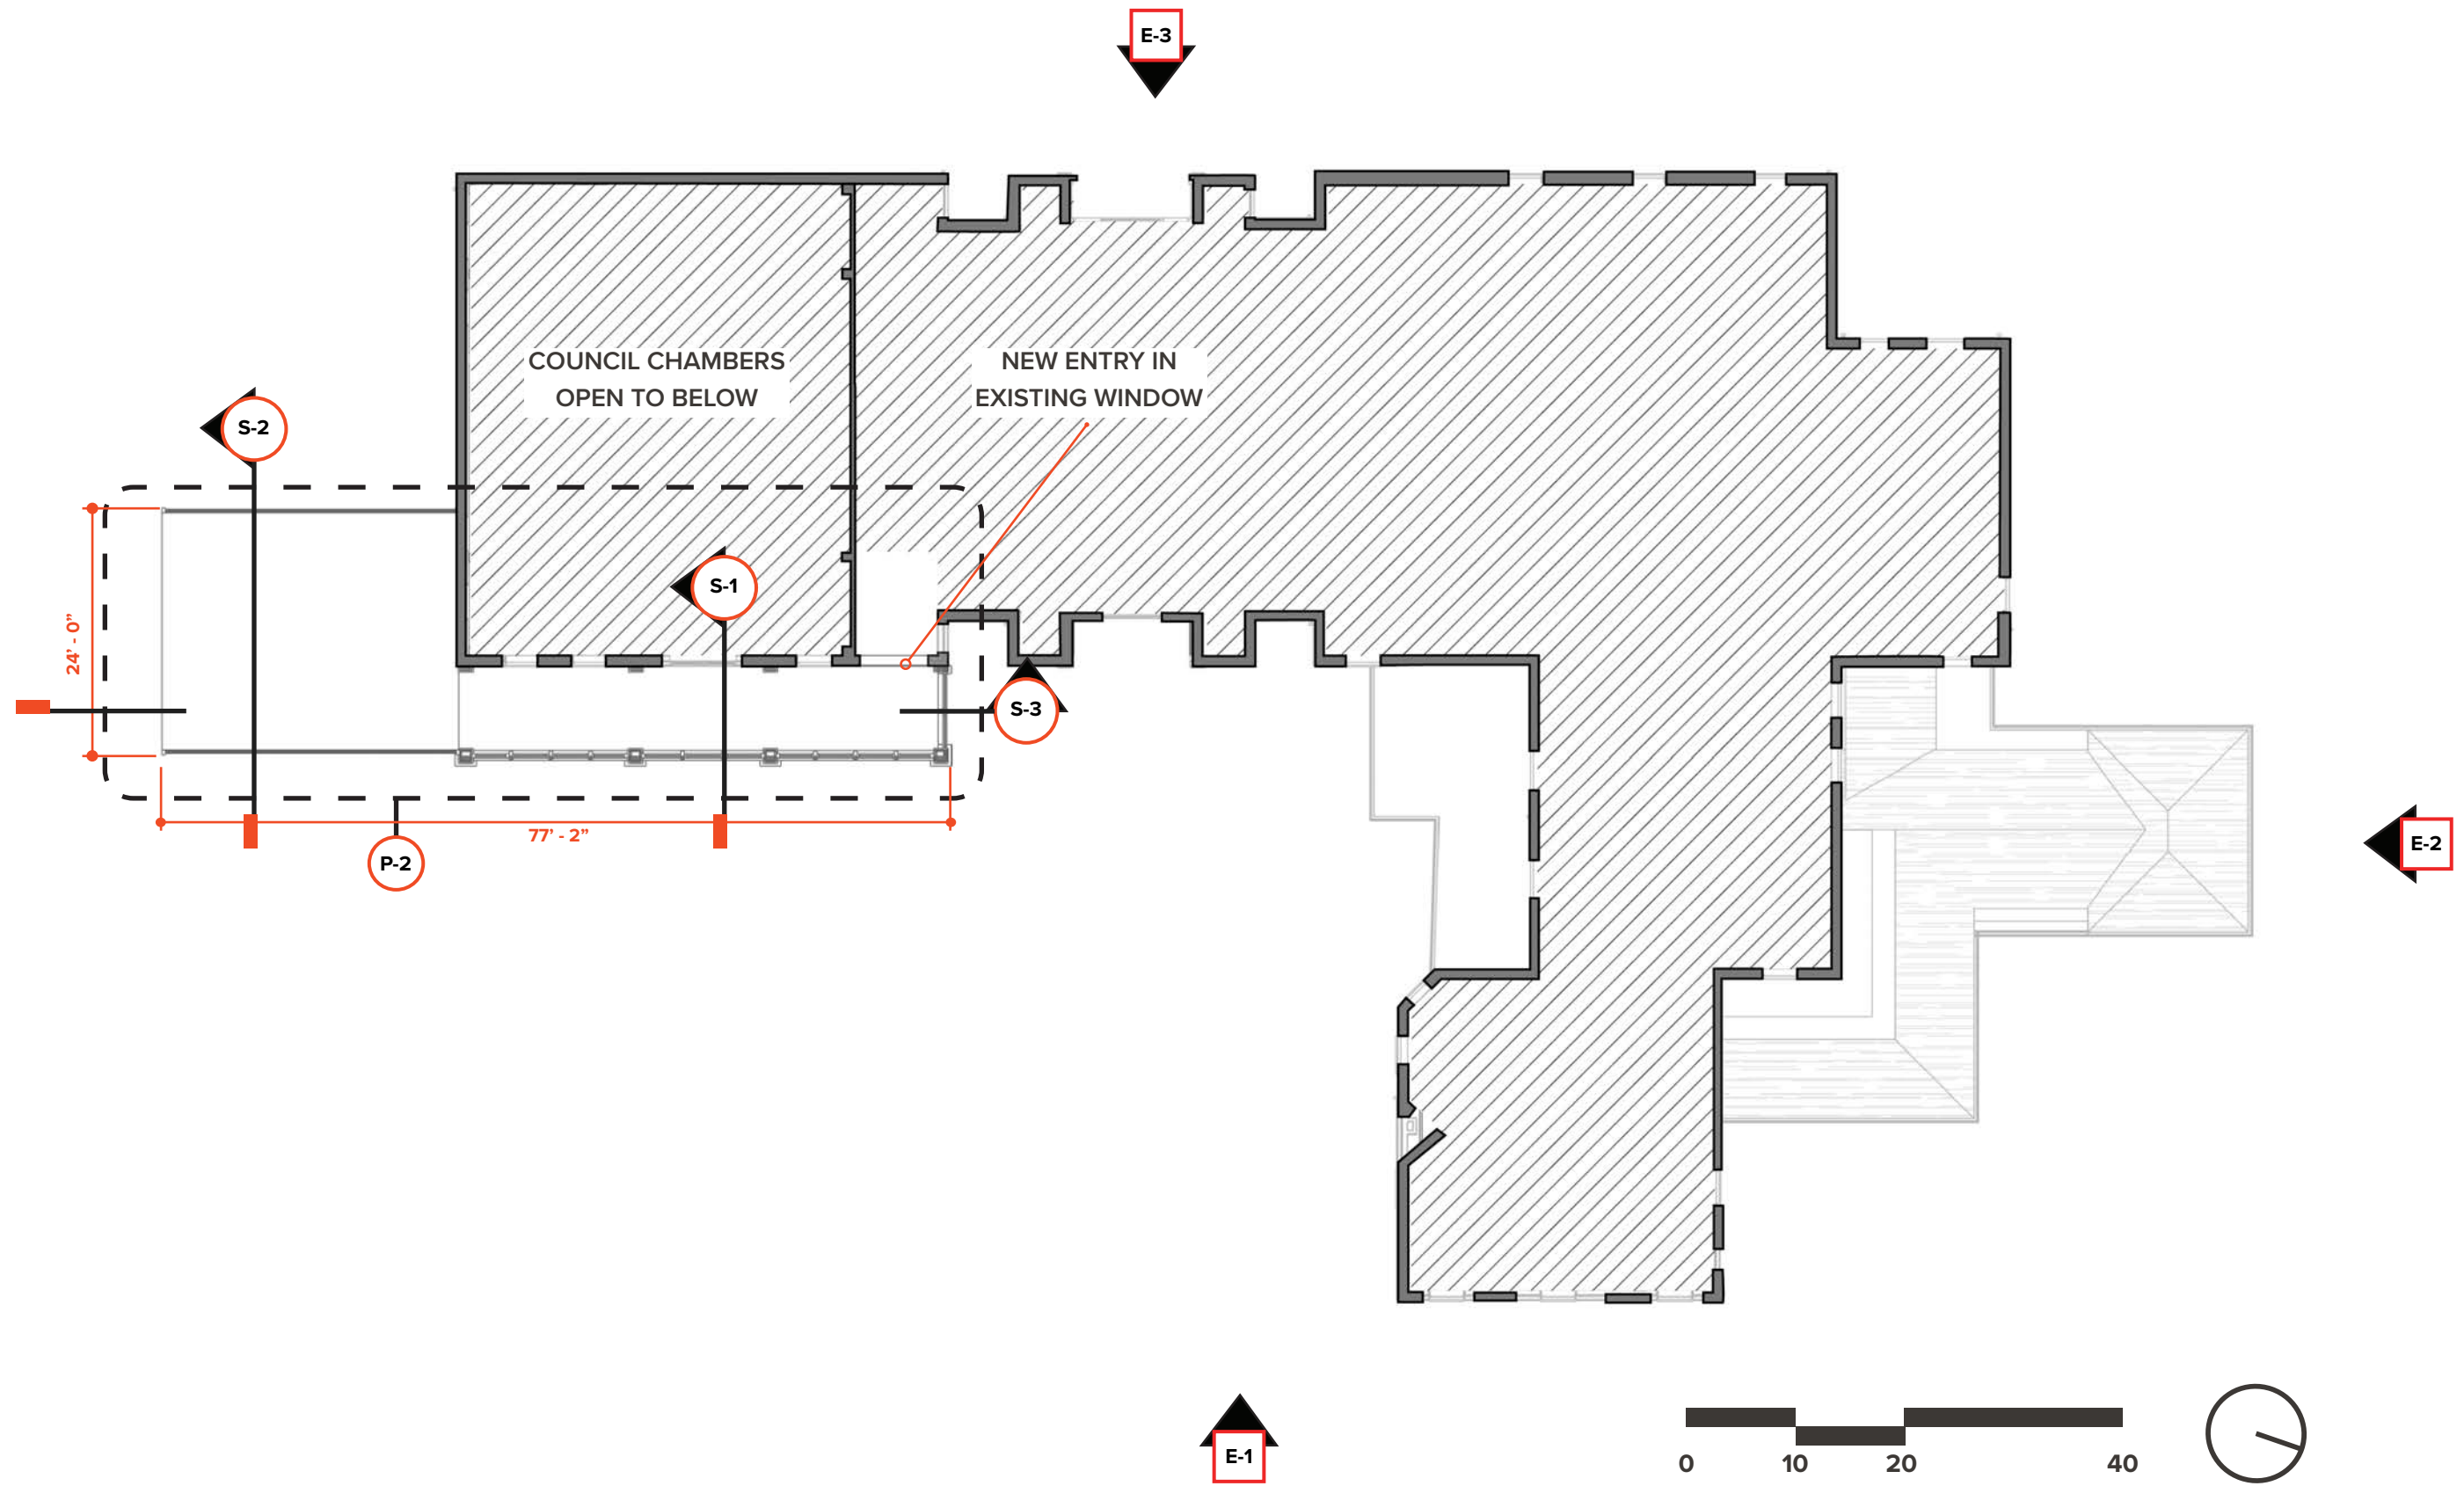 E-3
COUNCIL CHAMBERS
OPEN TO BELOW
NEW ENTRY IN
EXISTING WINDOW
S-2
S-1
24’ - 0”
S-3
77’ - 2”
P-2
E-2
E-1
0 10 20 40